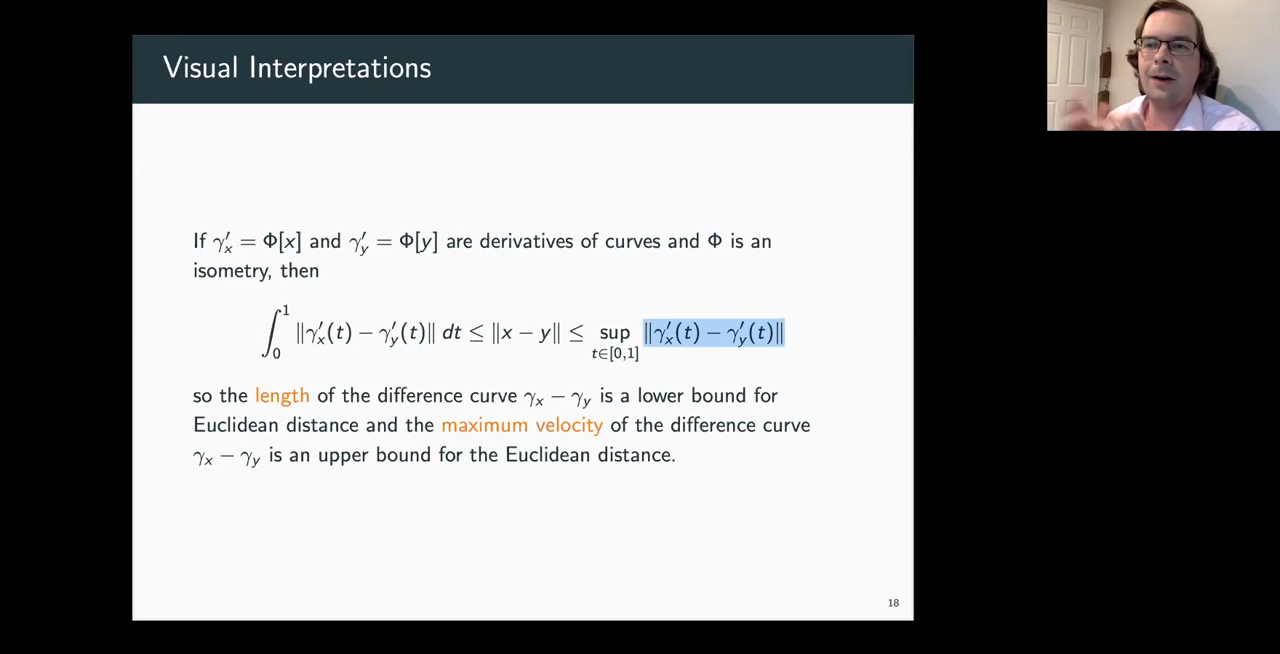 Visual Interpretations
If γ′ₓ = Φ[x] and γ′ᵧ = Φ[y] are derivatives of curves and Φ is an
isometry, then
∫₀¹ ‖γ′ₓ(t) − γ′ᵧ(t)‖ dt ≤ ‖x − y‖ ≤ sup_{t∈[0,1]} ‖γ′ₓ(t) − γ′ᵧ(t)‖
so the length of the difference curve γₓ − γᵧ is a lower bound for
Euclidean distance and the maximum velocity of the difference curve
γₓ − γᵧ is an upper bound for the Euclidean distance.
18